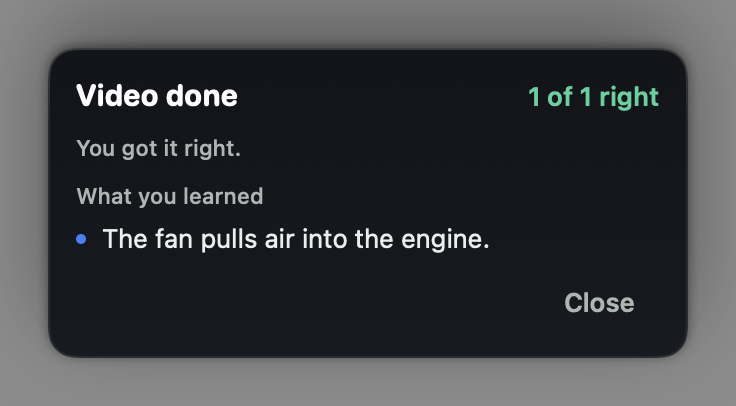 Video done
1 of 1 right
You got it right.
What you learned
The fan pulls air into the engine.
Close